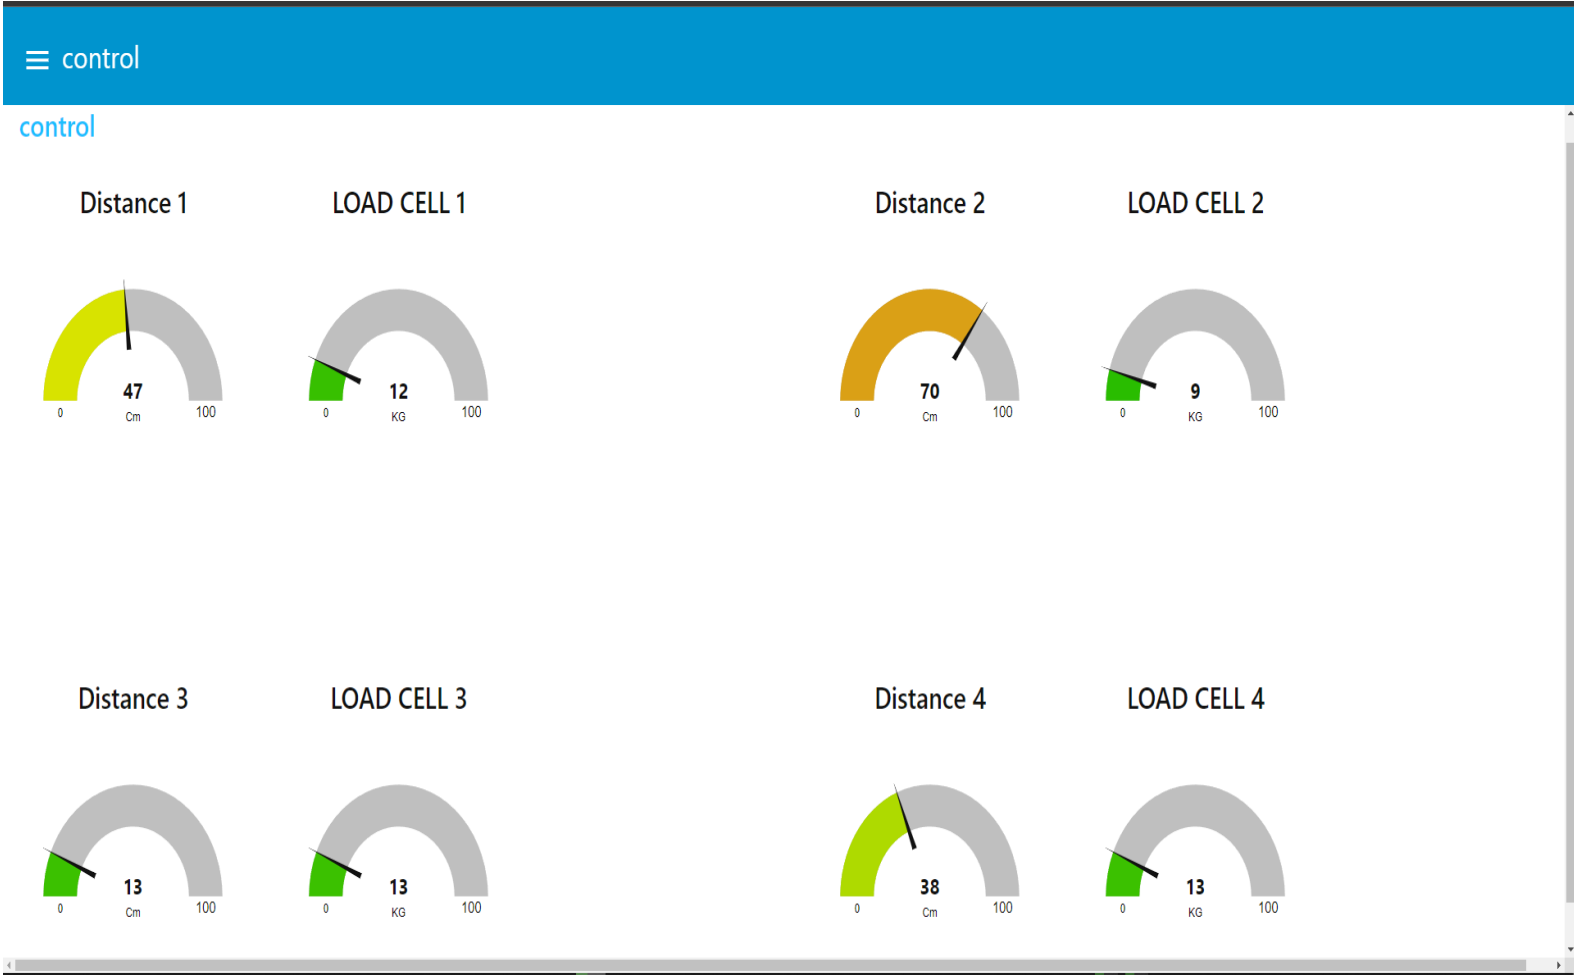 control
control
Distance 1
LOAD CELL 1
Distance 2
LOAD CELL 2
47
12
70
9
0 Cm 100
0 KG 100
0 Cm 100
0 KG 100
Distance 3
LOAD CELL 3
Distance 4
LOAD CELL 4
13
13
38
13
0 Cm 100
0 KG 100
0 Cm 100
0 KG 100